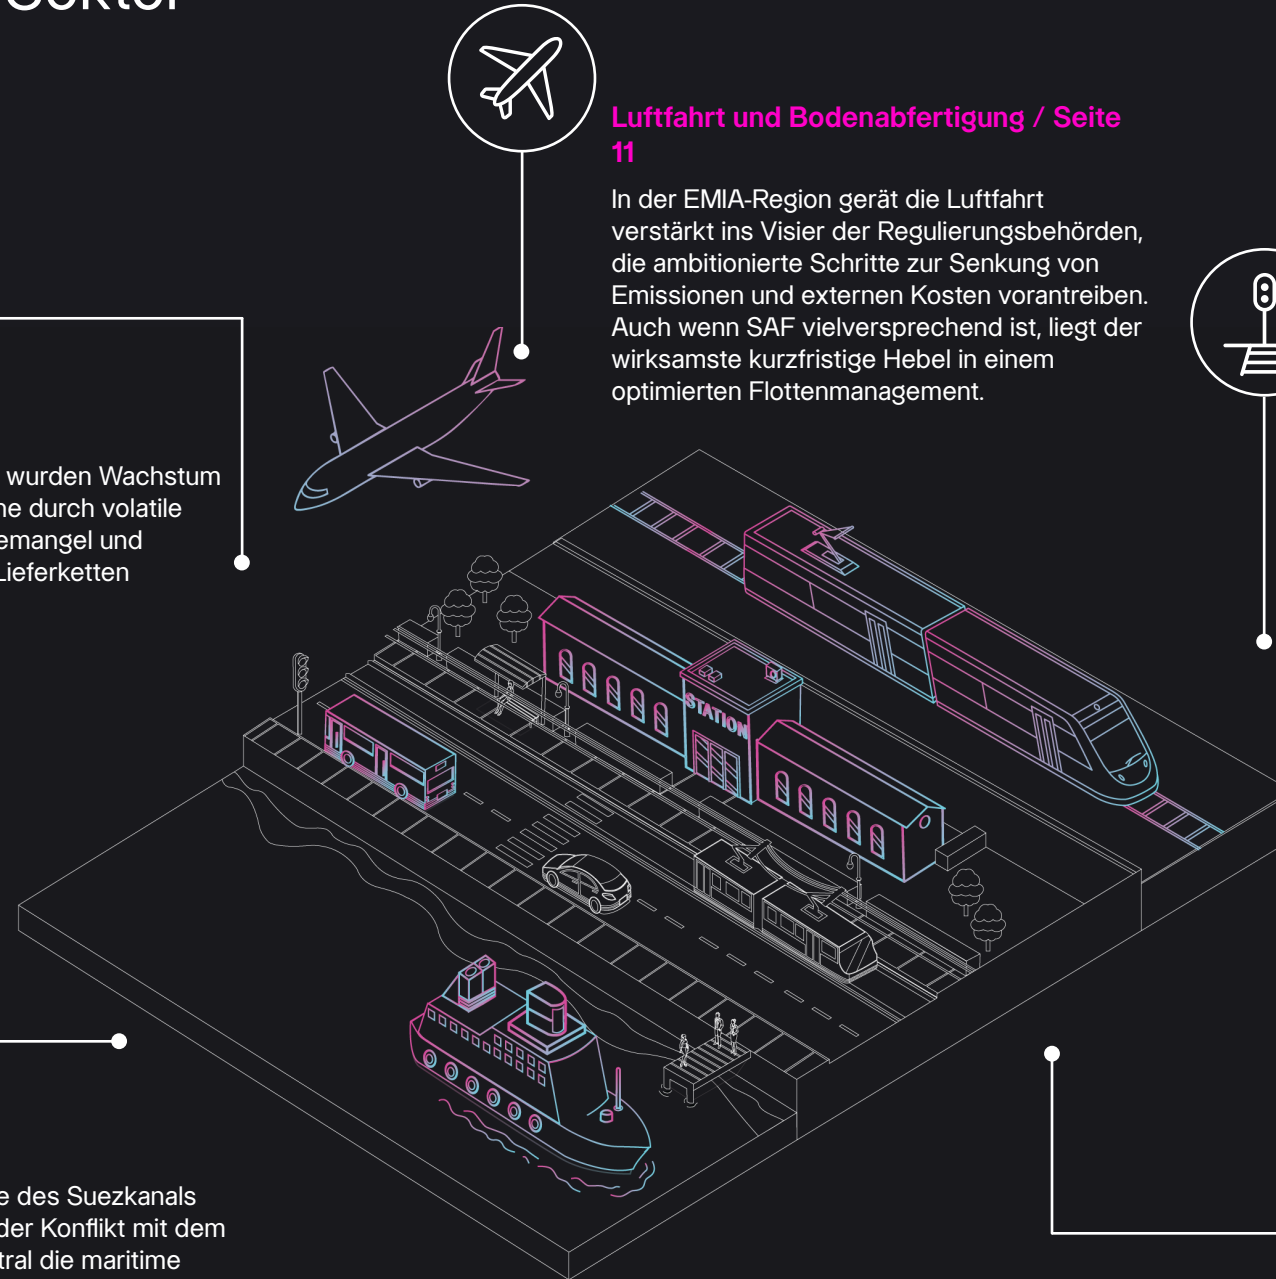 Sektor
Luftfahrt und Bodenabfertigung / Seite
11
In der EMIA-Region gerät die Luftfahrt
verstärkt ins Visier der Regulierungsbehörden,
die ambitionierte Schritte zur Senkung von
Emissionen und externen Kosten vorantreiben.
Auch wenn SAF vielversprechend ist, liegt der
wirksamste kurzfristige Hebel in einem
optimierten Flottenmanagement.
wurden Wachstum
durch volatile
und
Lieferketten
STATION
des Suezkanals
der Konflikt mit dem
die maritime